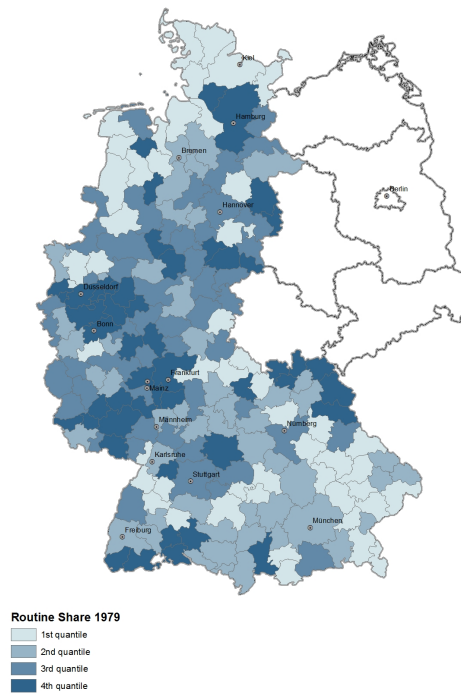 Kiel
Hamburg
Bremen
Berlin
Hannover
Düsseldorf
Bonn
Frankfurt
Mainz
Mannheim
Nürnberg
Karlsruhe
Stuttgart
München
Freiburg
Routine Share 1979
1st quantile
2nd quantile
3rd quantile
4th quantile